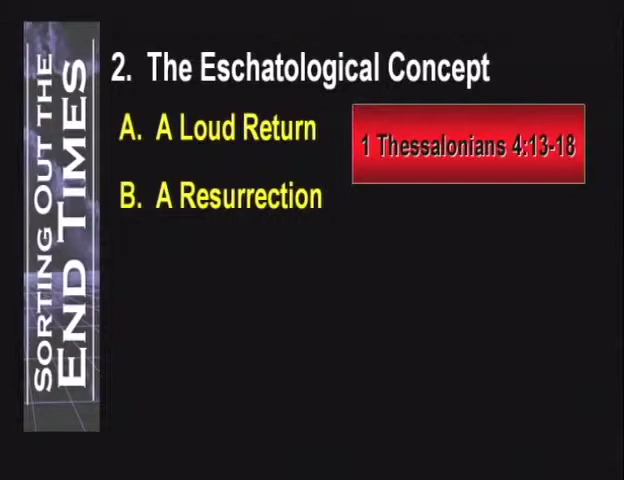 SORTING OUT THE
END TIMES
2. The Eschatological Concept
A. A Loud Return
1 Thessalonians 4:13-18
B. A Resurrection